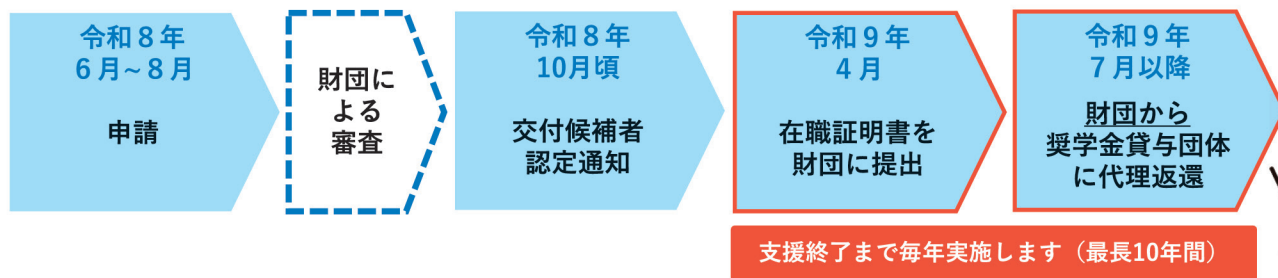 令和８年
６月~８月
申請
財団に
よる
審査
令和８年
10月頃
交付候補者
認定通知
令和９年
４月
在職証明書を
財団に提出
令和９年
７月以降
財団から
奨学金貸与団体
に代理返還
支援終了まで毎年実施します（最長10年間）